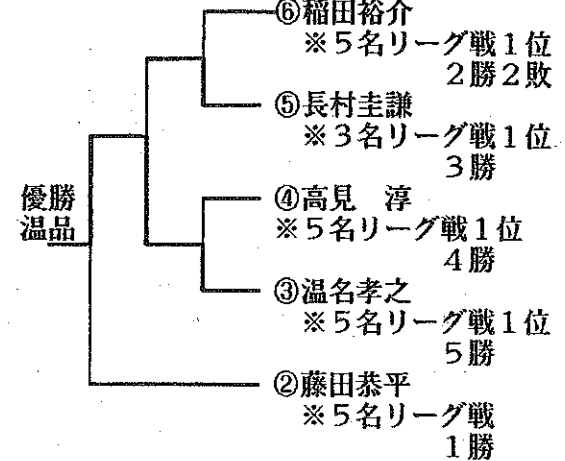 ⑥稲田裕介
※5名リーグ戦1位
2勝2敗
⑤長村圭謙
※3名リーグ戦1位
3勝
優勝
温品
④高見　淳
※5名リーグ戦1位
4勝
③温名孝之
※5名リーグ戦1位
5勝
②藤田恭平
※5名リーグ戦
1勝